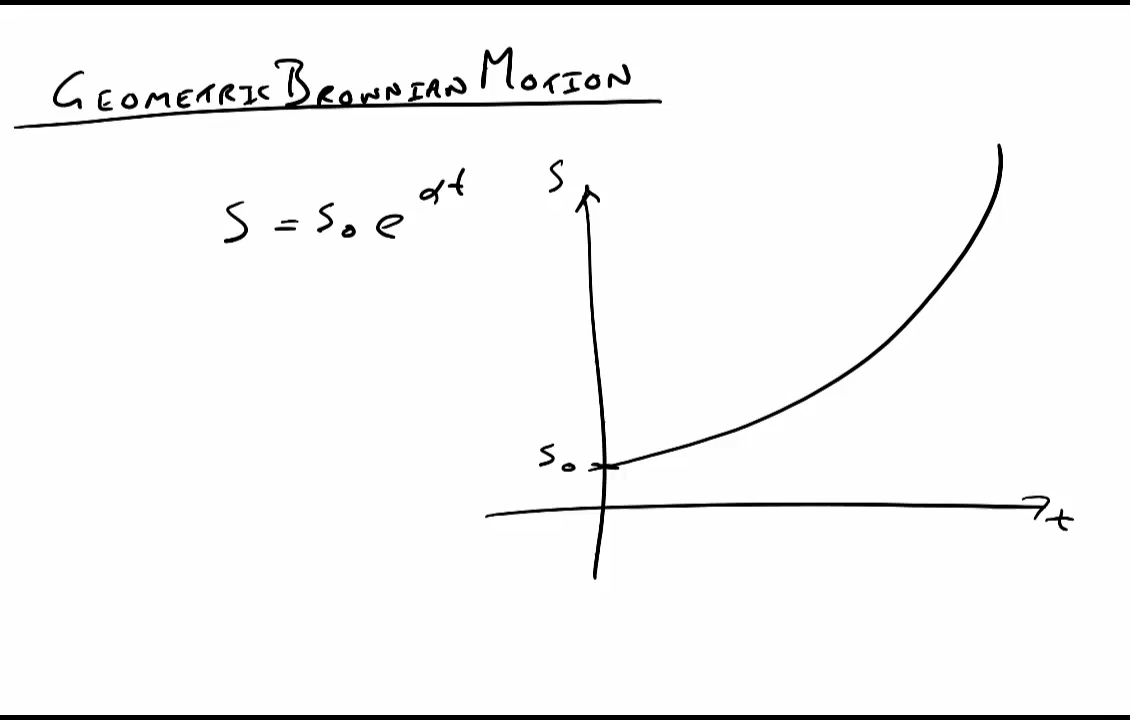 GEOMETRIC BROWNIAN MOTION
S = S₀ e^αt
S
S₀
t